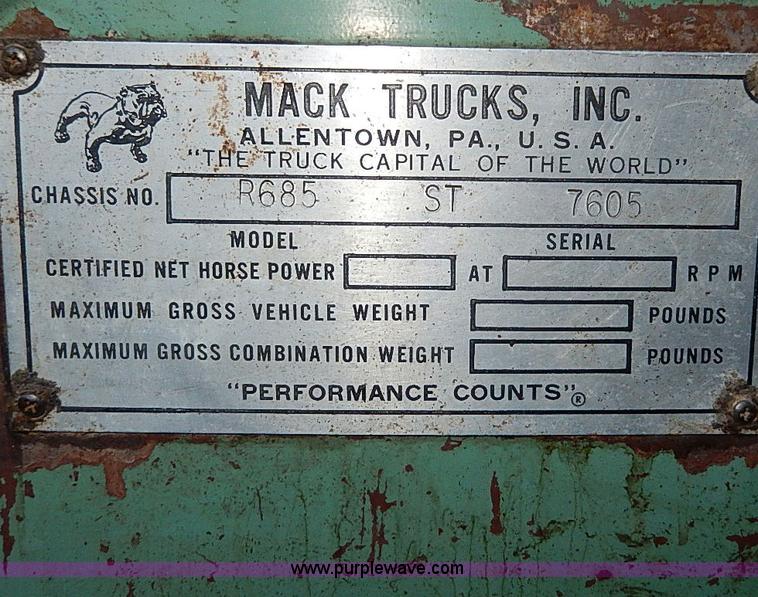 MACK TRUCKS, INC.
ALLENTOWN, PA., U.S.A.
"THE TRUCK CAPITAL OF THE WORLD"
CHASSIS NO. R685 ST 7605
MODEL SERIAL
CERTIFIED NET HORSE POWER AT RPM
MAXIMUM GROSS VEHICLE WEIGHT POUNDS
MAXIMUM GROSS COMBINATION WEIGHT POUNDS
"PERFORMANCE COUNTS"®
www.purplewave.com